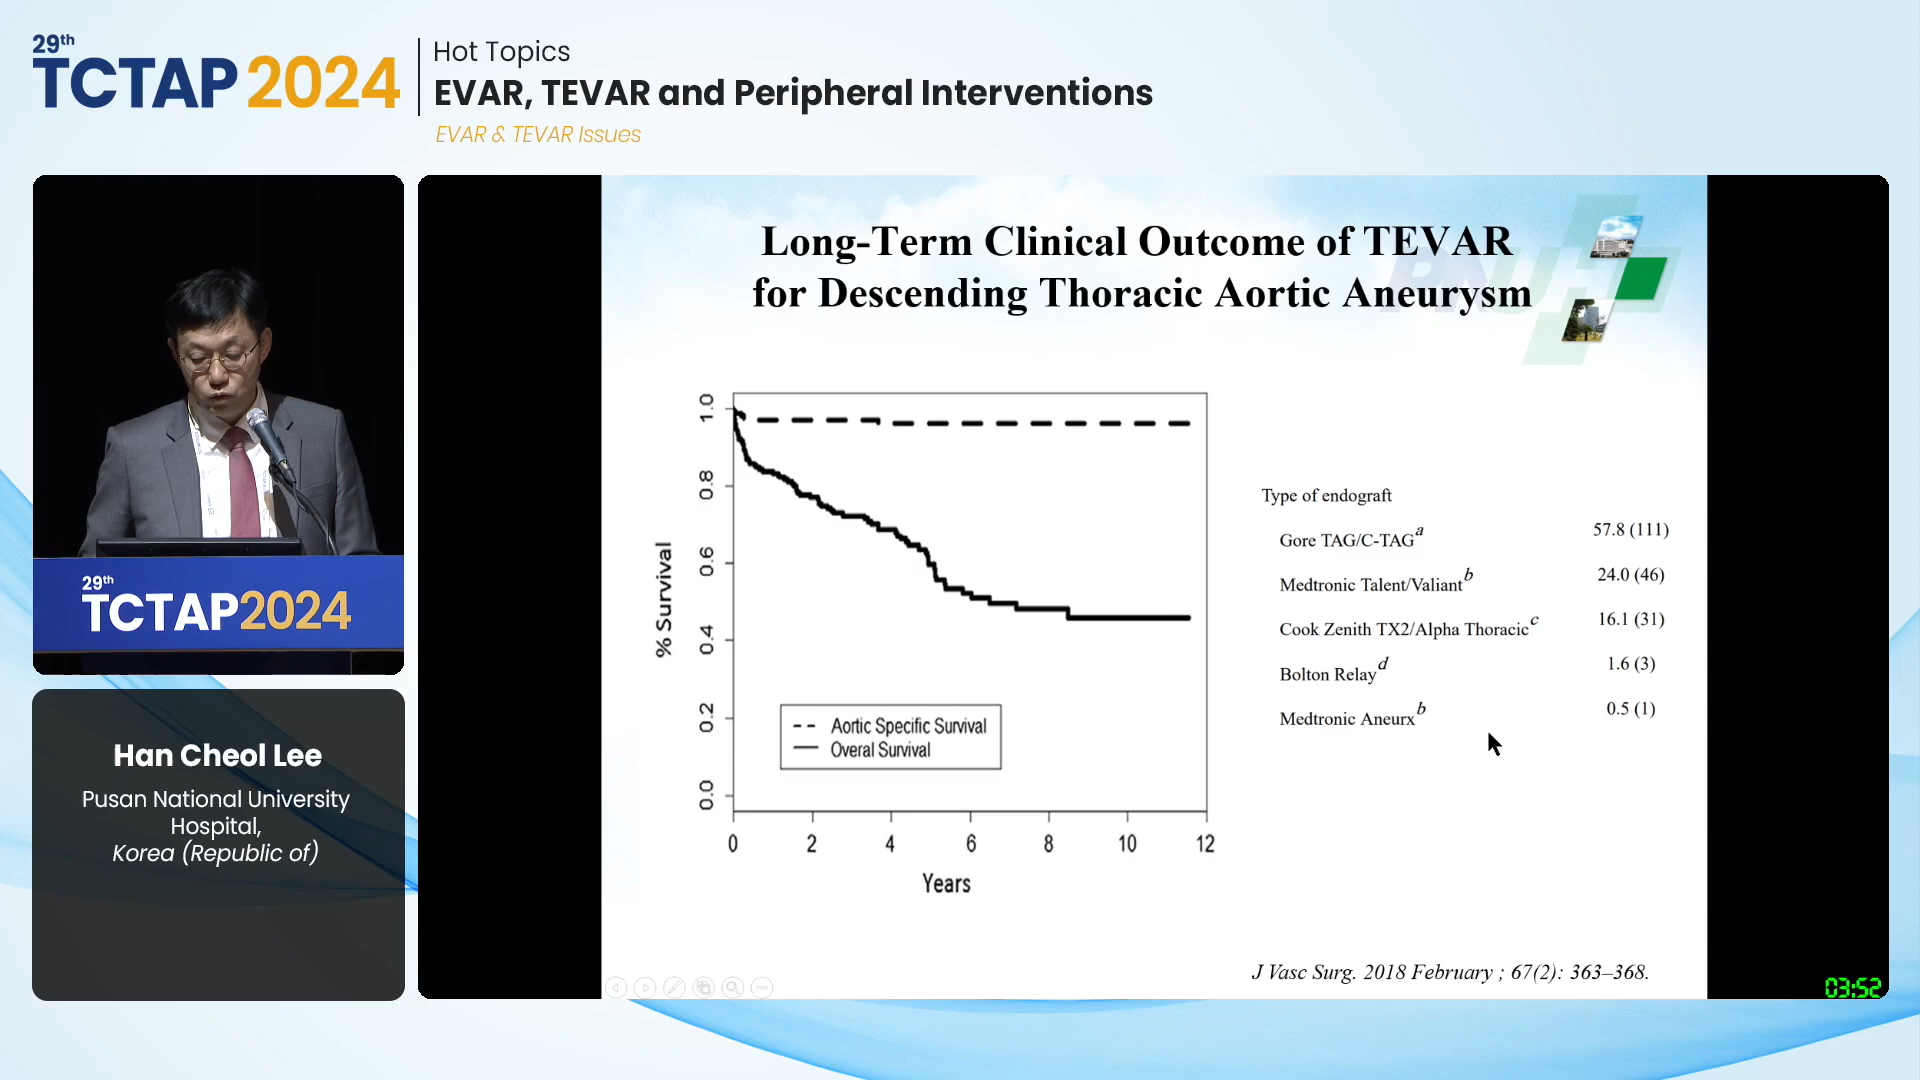 29th
TCTAP 2024
Hot Topics
EVAR, TEVAR and Peripheral Interventions
EVAR & TEVAR Issues
29th
TCTAP2024
Han Cheol Lee
Pusan National University
Hospital,
Korea (Republic of)
Long-Term Clinical Outcome of TEVAR
for Descending Thoracic Aortic Aneurysm
% Survival
1.0
0.8
0.6
0.4
0.2
0.0
Aortic Specific Survival
Overal Survival
0 2 4 6 8 10 12
Years
Type of endograft
Gore TAG/C-TAG a 57.8 (111)
Medtronic Talent/Valiant b 24.0 (46)
Cook Zenith TX2/Alpha Thoracic c 16.1 (31)
Bolton Relay d 1.6 (3)
Medtronic Aneurx b 0.5 (1)
J Vasc Surg. 2018 February ; 67(2): 363–368.
03:52